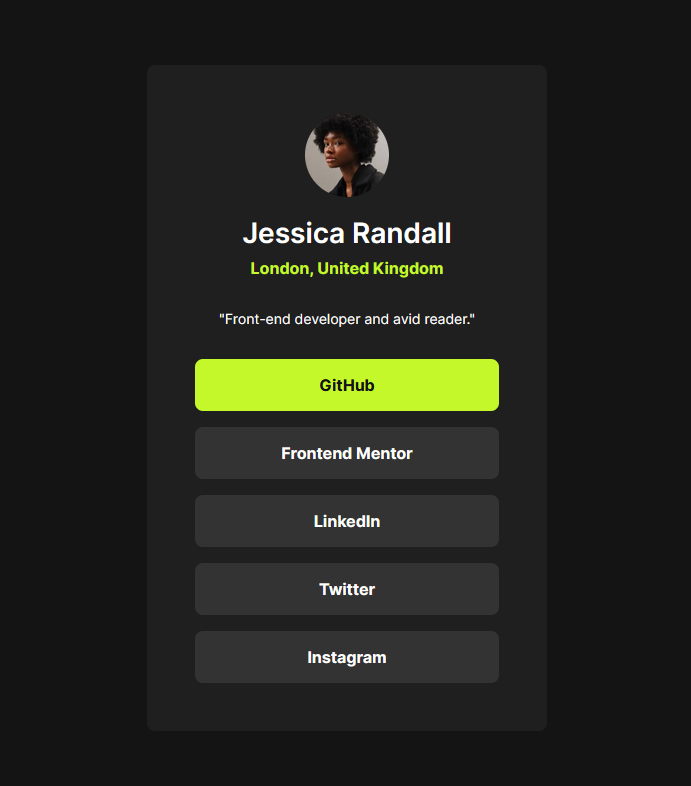 Jessica Randall
London, United Kingdom
"Front-end developer and avid reader."
GitHub
Frontend Mentor
LinkedIn
Twitter
Instagram